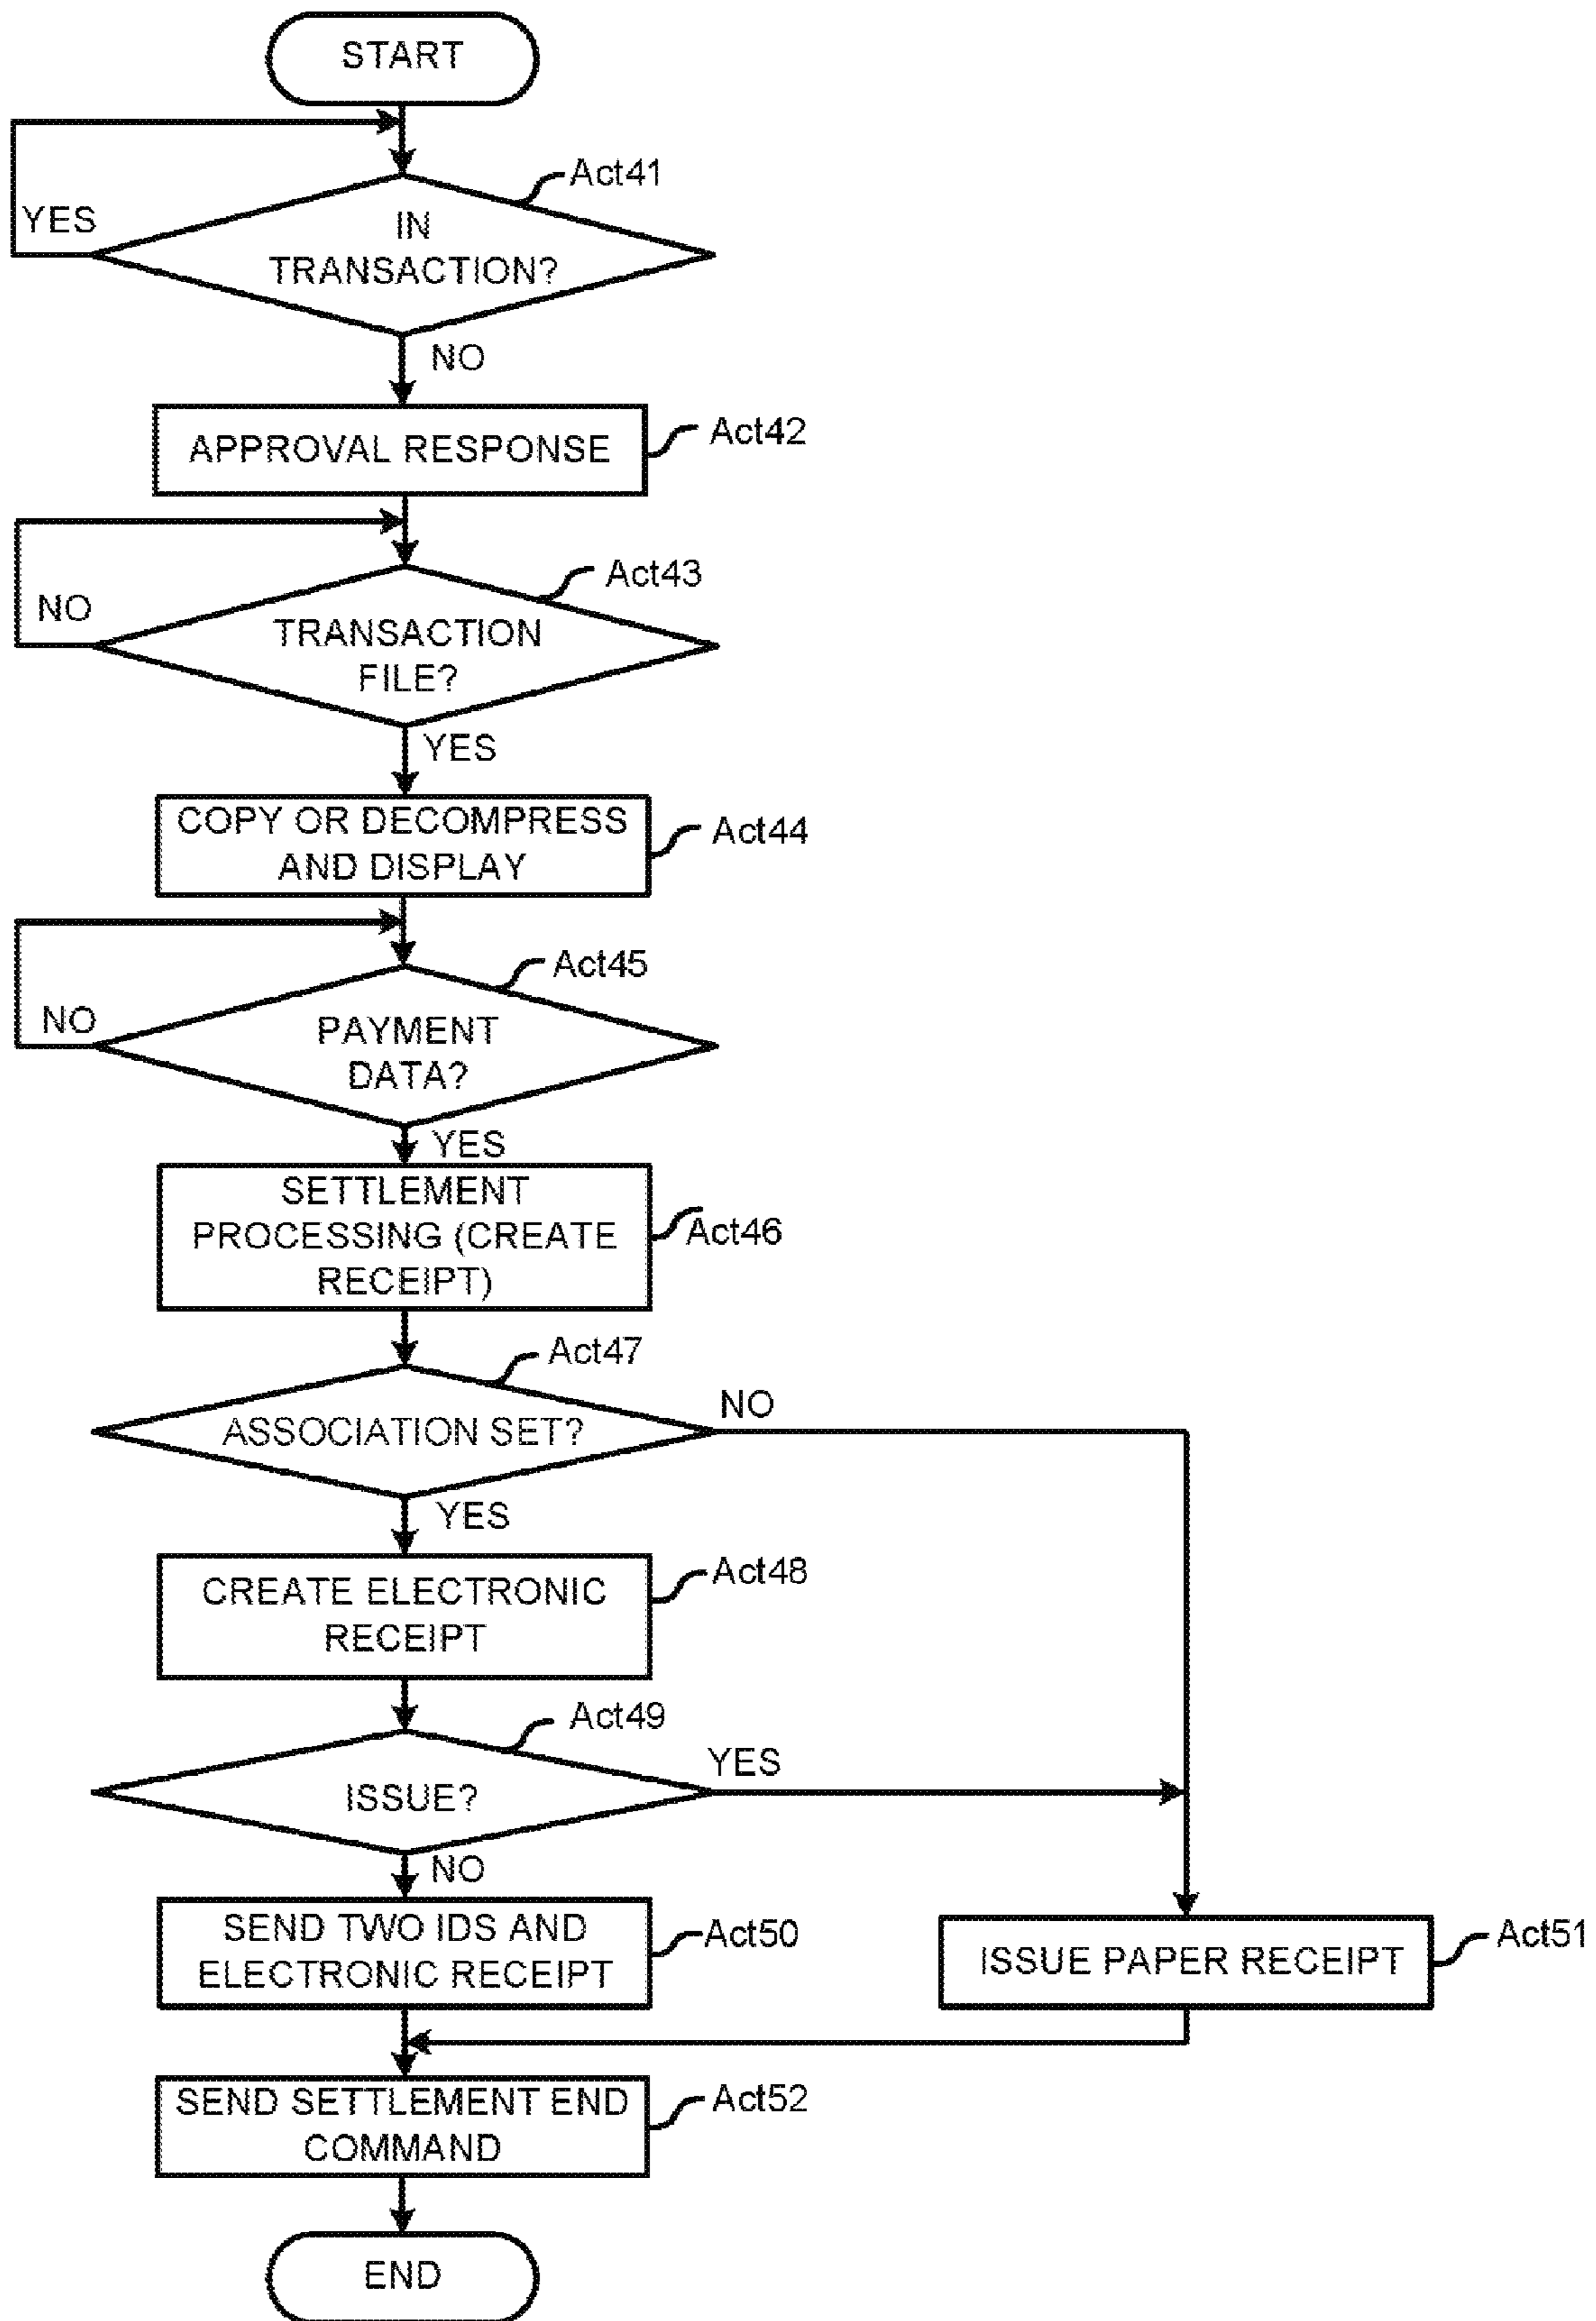 START
Act41
YES
IN
TRANSACTION?
NO
APPROVAL RESPONSE
Act42
Act43
NO
TRANSACTION
FILE?
YES
COPY OR DECOMPRESS
AND DISPLAY
Act44
Act45
NO
PAYMENT
DATA?
YES
SETTLEMENT
PROCESSING (CREATE
RECEIPT)
Act46
Act47
NO
ASSOCIATION SET?
YES
CREATE ELECTRONIC
RECEIPT
Act48
Act49
YES
ISSUE?
NO
SEND TWO IDS AND
ELECTRONIC RECEIPT
Act50
ISSUE PAPER RECEIPT
Act51
SEND SETTLEMENT END
COMMAND
Act52
END